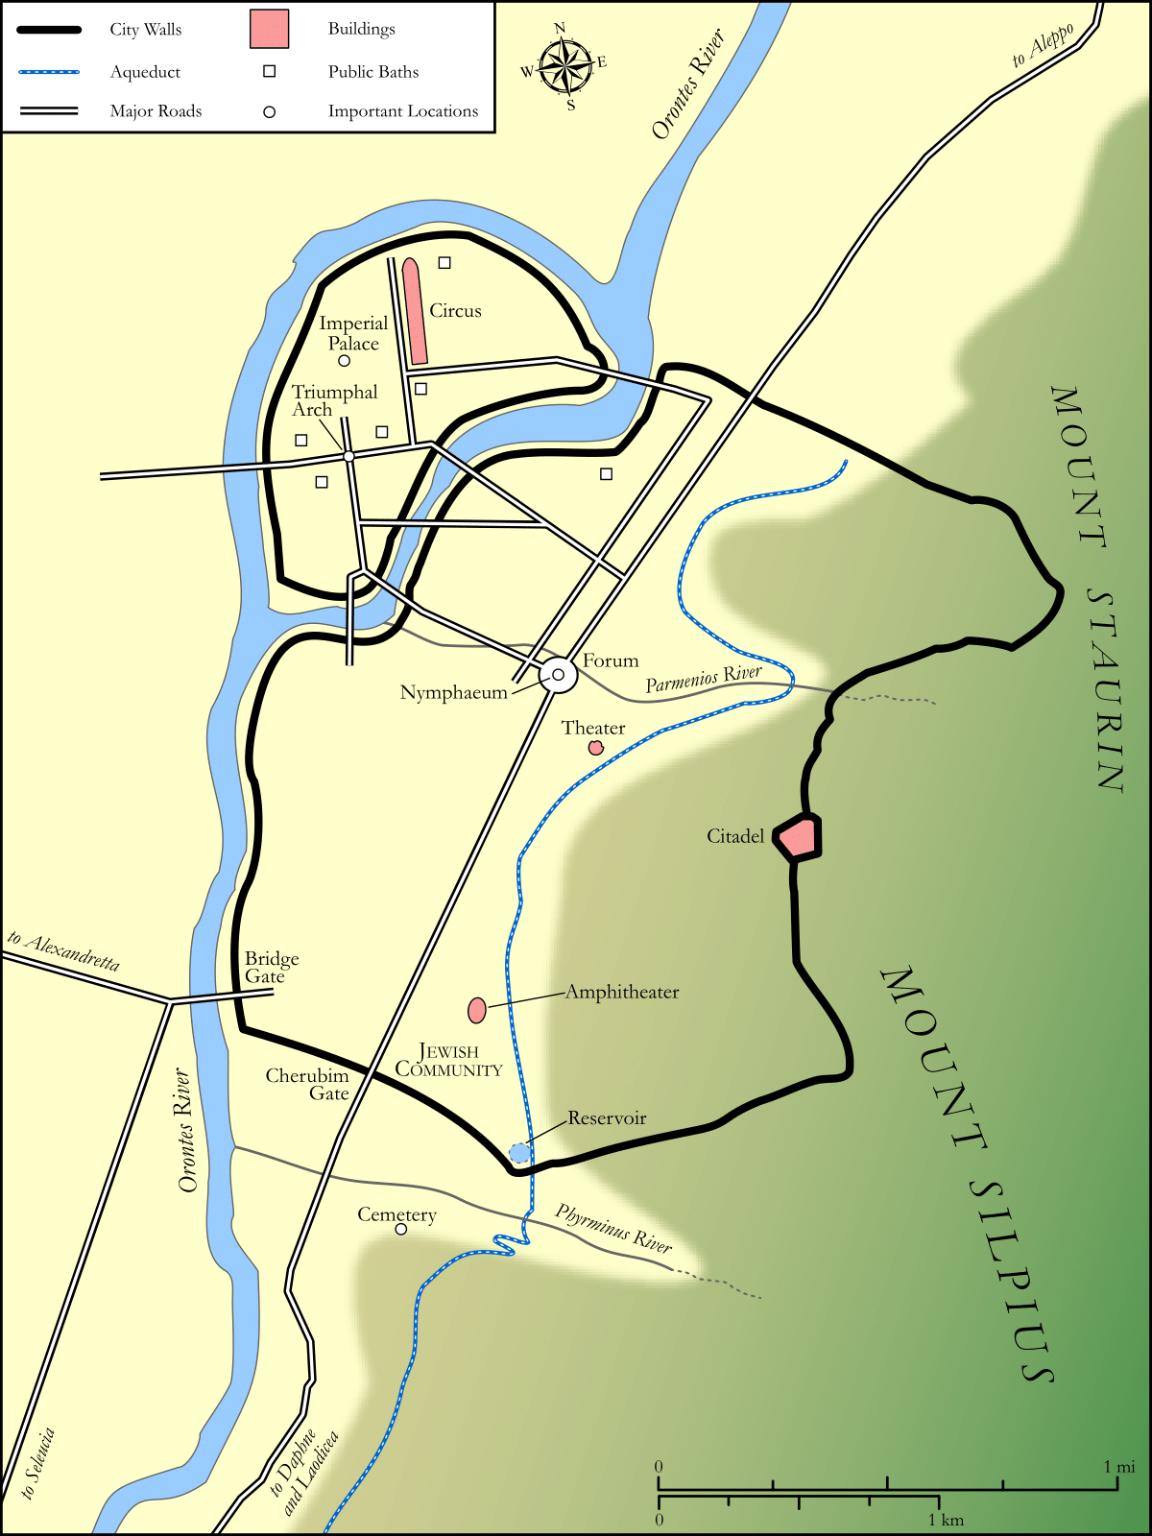 City Walls
Buildings
Aqueduct
Public Baths
Major Roads
Important Locations
N
W
E
S
Orontes River
to Aleppo
Circus
Imperial
Palace
Triumphal
Arch
MOUNT STAURIN
Forum
Nymphaeum
Parmenios River
Theater
Citadel
to Alexandretta
Bridge
Gate
Amphitheater
JEWISH
COMMUNITY
Cherubim
Gate
Orontes River
Reservoir
MOUNT SILPIUS
Cemetery
Phyrminus River
to Seleucia
to Daphne
and Laodicea
0
1 mi
0
1 km